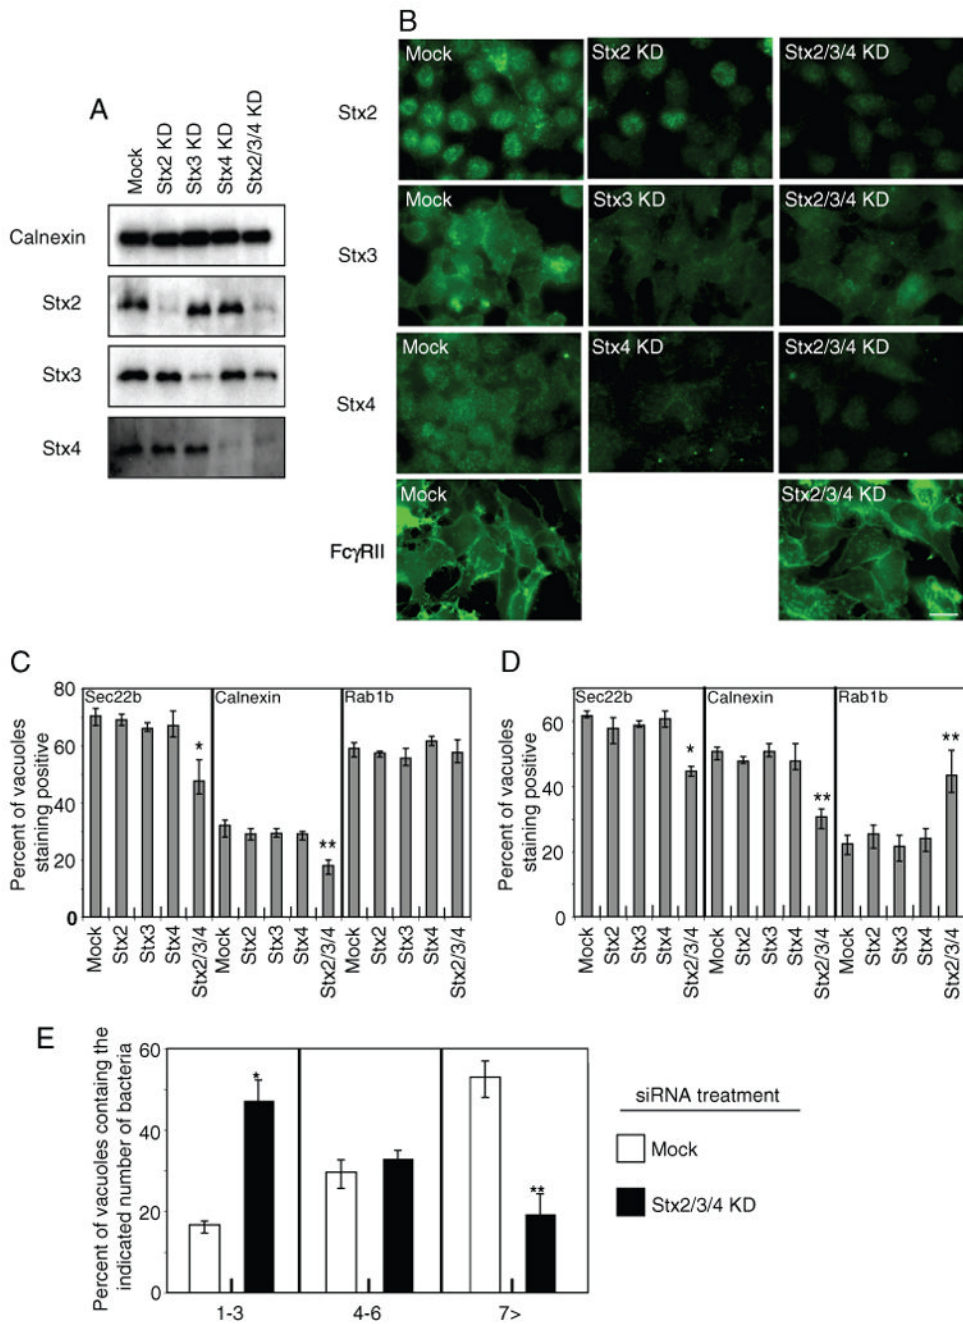 A
Mock
Stx2 KD
Stx3 KD
Stx4 KD
Stx2/3/4 KD
Calnexin
Stx2
Stx3
Stx4
B
Mock
Stx2 KD
Stx2/3/4 KD
Stx2
Mock
Stx3 KD
Stx2/3/4 KD
Stx3
Mock
Stx4 KD
Stx2/3/4 KD
Stx4
Mock
Stx2/3/4 KD
FcγRII
C
Percent of vacuoles
staining positive
80
60
40
20
0
Sec22b
Calnexin
Rab1b
*
**
Mock
Stx2
Stx3
Stx4
Stx2/3/4
Mock
Stx2
Stx3
Stx4
Stx2/3/4
Mock
Stx2
Stx3
Stx4
Stx2/3/4
D
Percent of vacuoles
staining positive
60
40
20
0
Sec22b
Calnexin
Rab1b
*
**
**
Mock
Stx2
Stx3
Stx4
Stx2/3/4
Mock
Stx2
Stx3
Stx4
Stx2/3/4
Mock
Stx2
Stx3
Stx4
Stx2/3/4
E
Percent of vacuoles containg the
indicated number of bacteria
60
40
20
0
*
**
1-3
4-6
7>
siRNA treatment
Mock
Stx2/3/4 KD